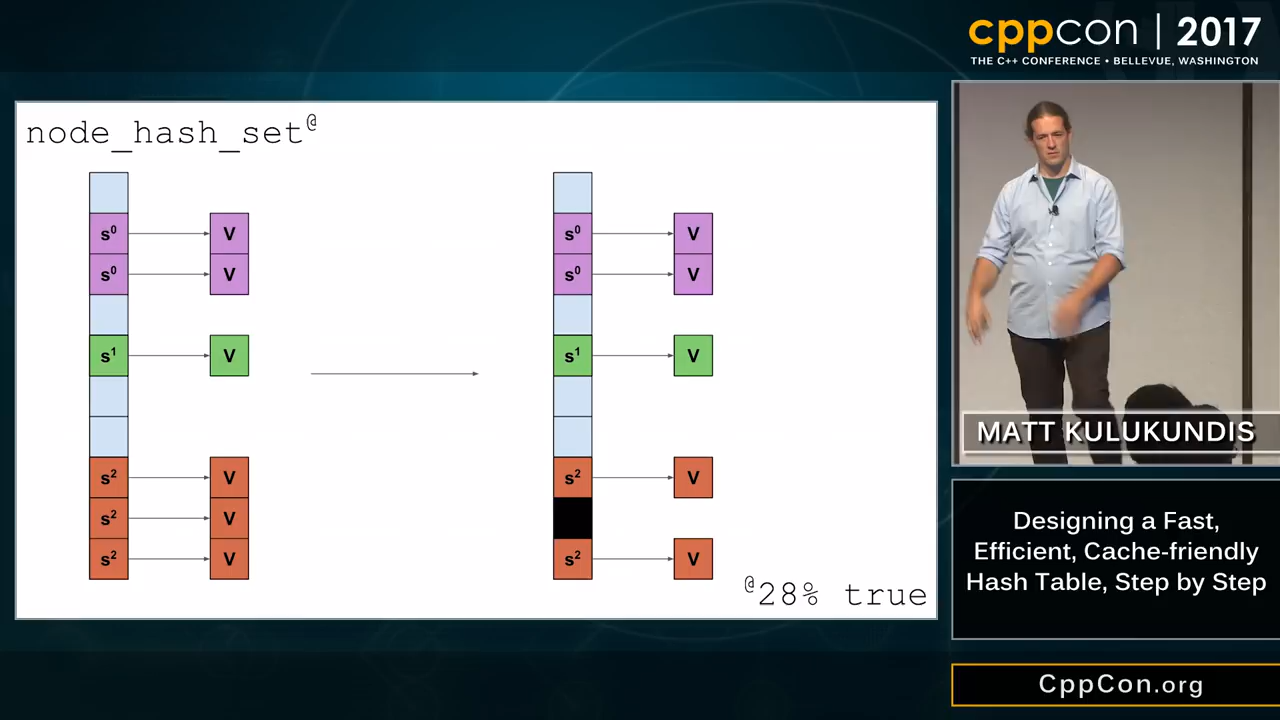 cppcon | 2017
THE C++ CONFERENCE • BELLEVUE, WASHINGTON
node_hash_set@
s⁰ V s⁰ V
s⁰ V s⁰ V
s¹ V s¹ V
s² V s² V
s² V
s² V s² V
@28% true
MATT KULUKUNDIS
Designing a Fast,
Efficient, Cache-friendly
Hash Table, Step by Step
CppCon.org